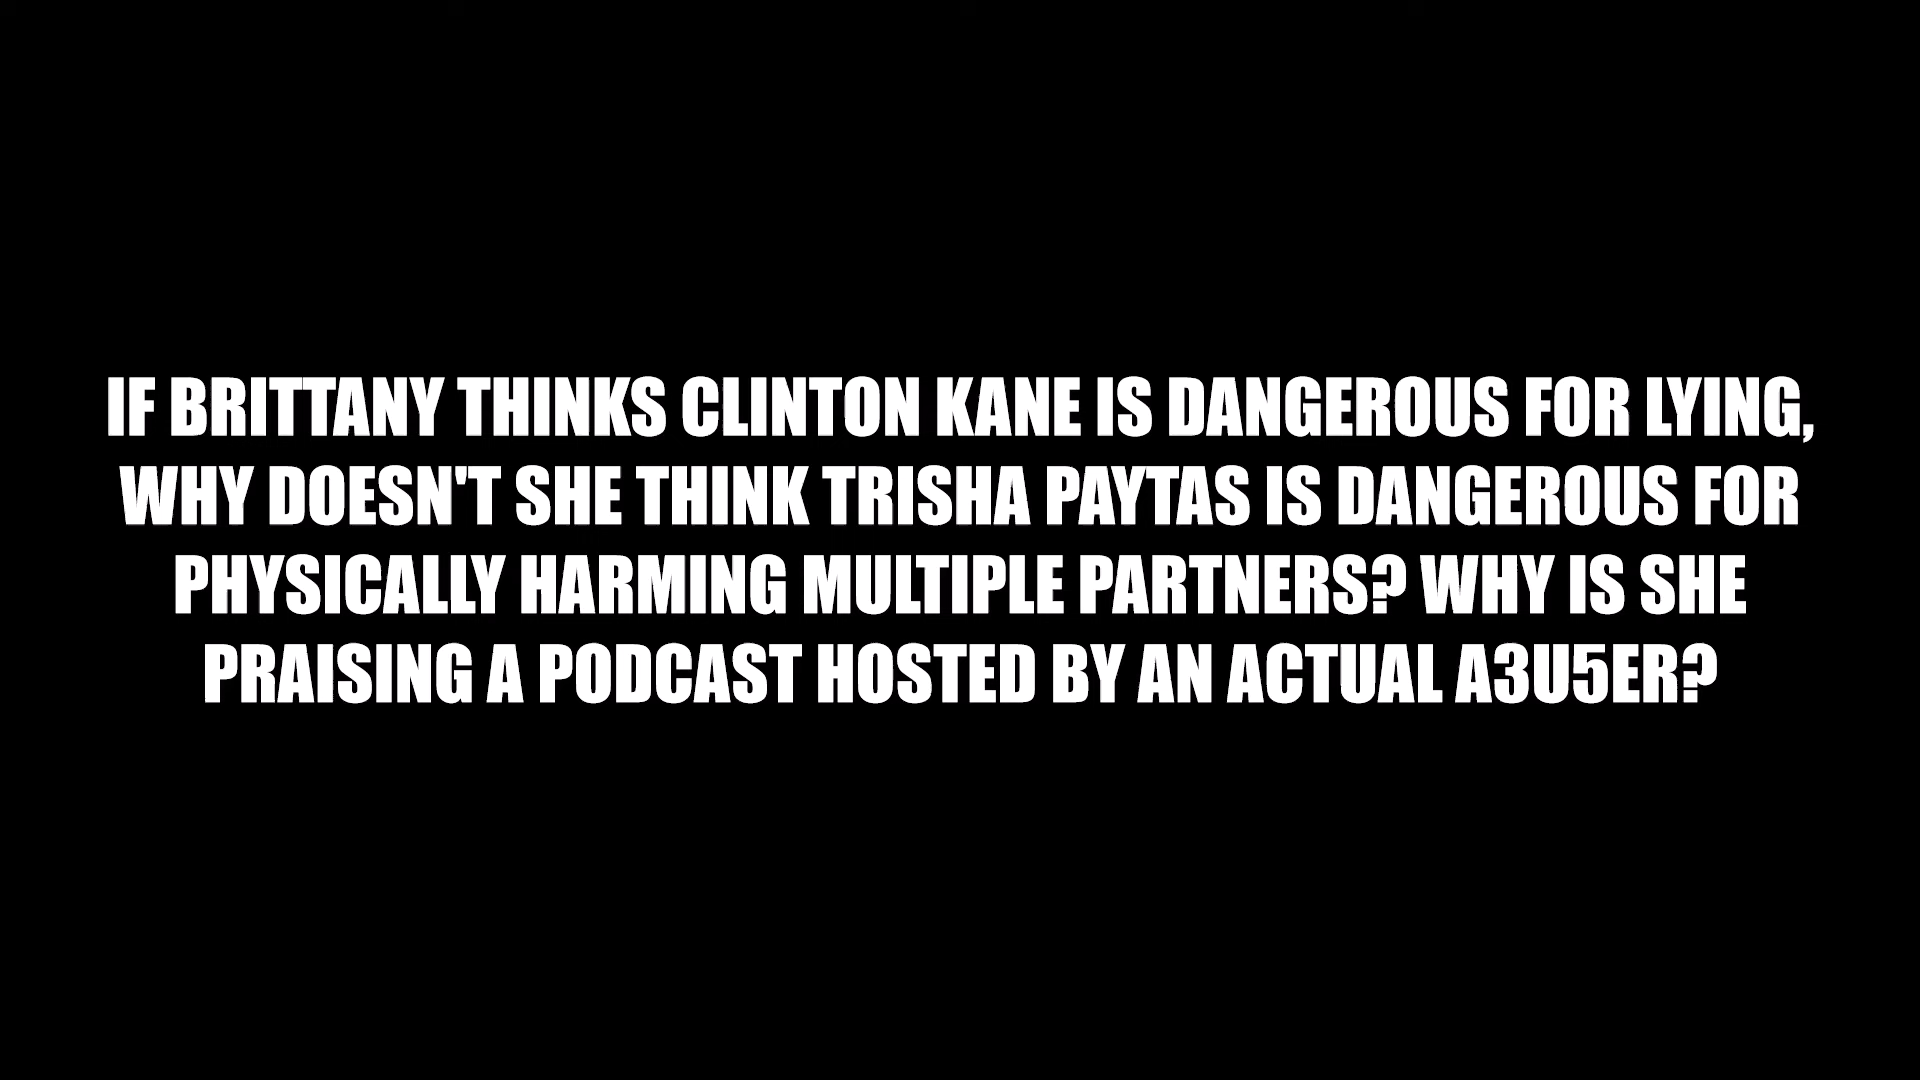 IF BRITTANY THINKS CLINTON KANE IS DANGEROUS FOR LYING,
WHY DOESN'T SHE THINK TRISHA PAYTAS IS DANGEROUS FOR
PHYSICALLY HARMING MULTIPLE PARTNERS? WHY IS SHE
PRAISING A PODCAST HOSTED BY AN ACTUAL A3U5ER?